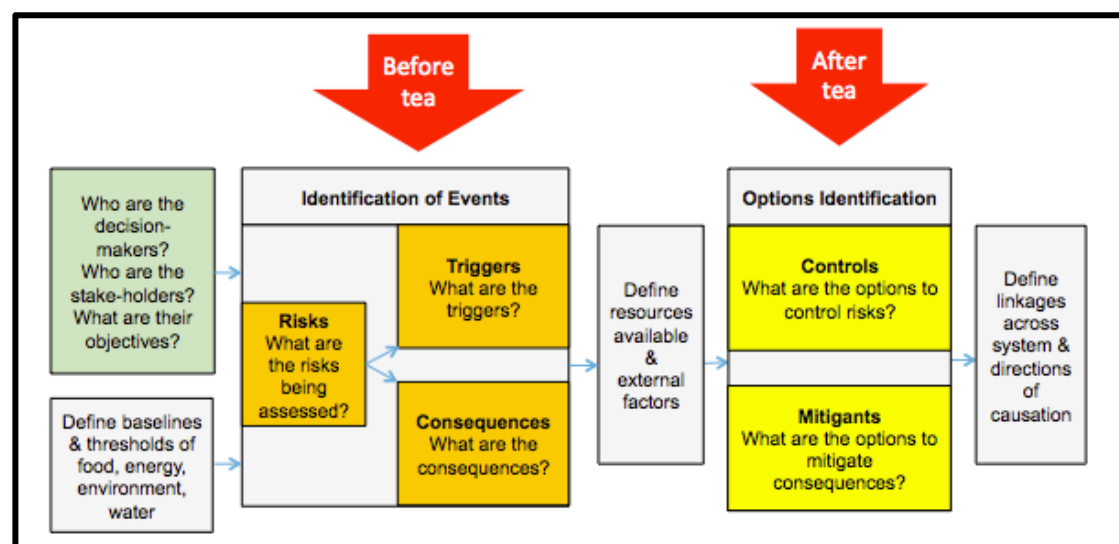 Before
tea
After
tea
Who are the
decision-
makers?
Who are the
stake-holders?
What are their
objectives?
Define baselines
& thresholds of
food, energy,
environment,
water
Identification of Events
Risks
What are
the risks
being
assessed?
Triggers
What are the
triggers?
Consequences
What are the
consequences?
Define
resources
available
&
external
factors
Options Identification
Controls
What are the options to
control risks?
Mitigants
What are the options to
mitigate
consequences?
Define
linkages
across
system &
directions
of
causation